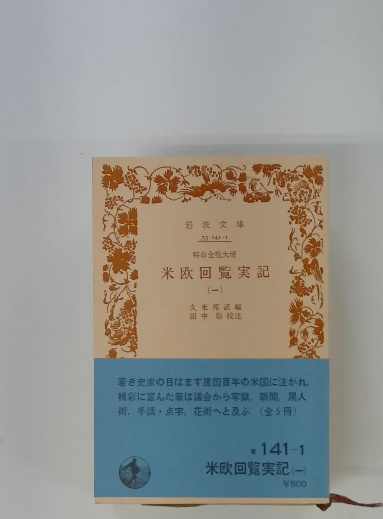 岩波文庫
33-141-1
特命全権大使
米欧回覧実記
(一)
久米邦武編
田中彰校注
若き史家の目はまず建国百年の米国に注がれ,
精彩に富んだ筆は議会から牢獄, 新聞, 黒人
街, 手話・点字, 花街へと及ぶ. (全5冊)
青 141-1
米欧回覧実記(一)
¥500